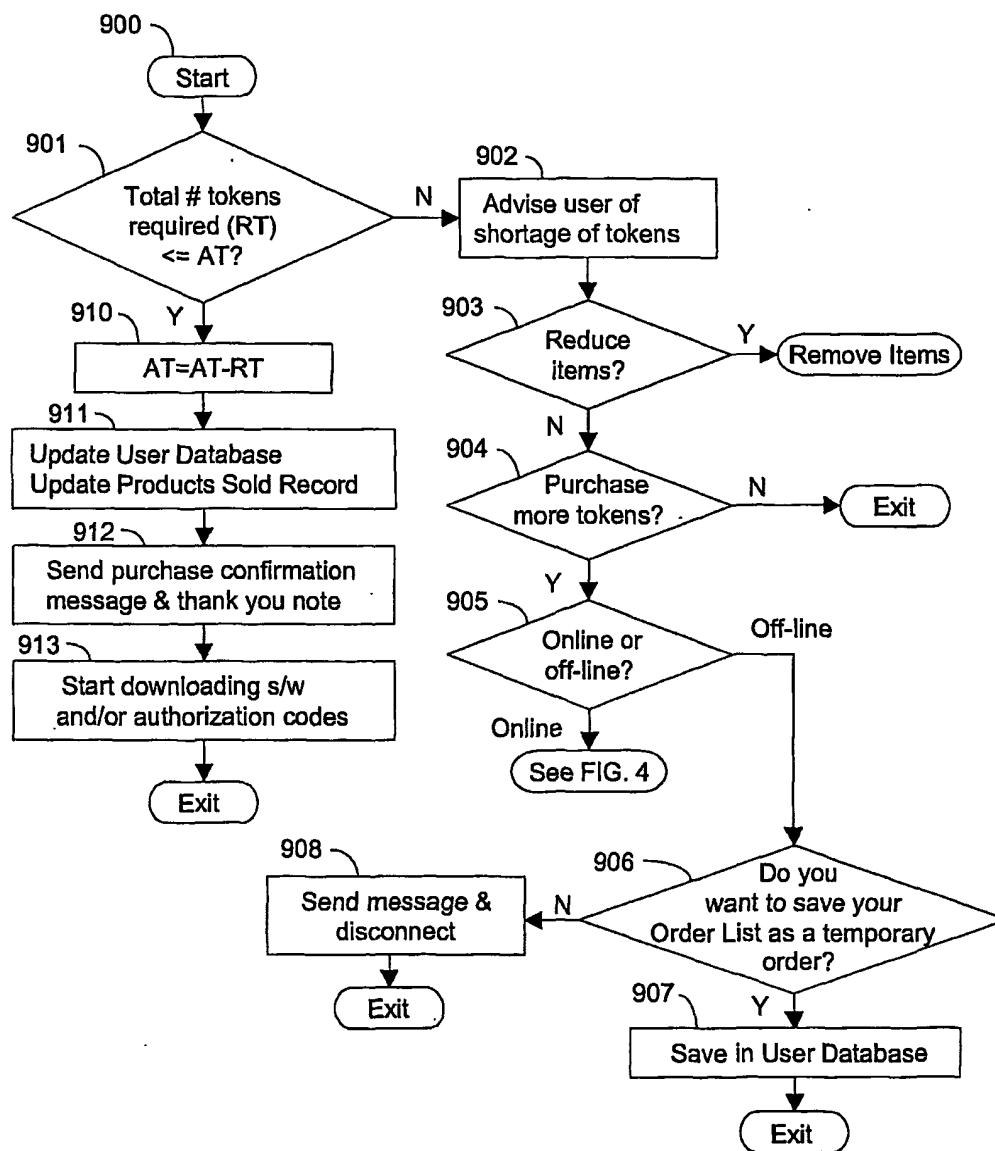 900
Start
901
Total # tokens
required (RT)
<= AT?
N
902
Advise user of
shortage of tokens
Y
910
AT=AT-RT
911
Update User Database
Update Products Sold Record
912
Send purchase confirmation
message & thank you note
913
Start downloading s/w
and/or authorization codes
Exit
903
Reduce
items?
Y
Remove Items
N
904
Purchase
more tokens?
N
Exit
Y
905
Online or
off-line?
Off-line
Online
See FIG. 4
906
Do you
want to save your
Order List as a temporary
order?
N
908
Send message &
disconnect
Exit
Y
907
Save in User Database
Exit